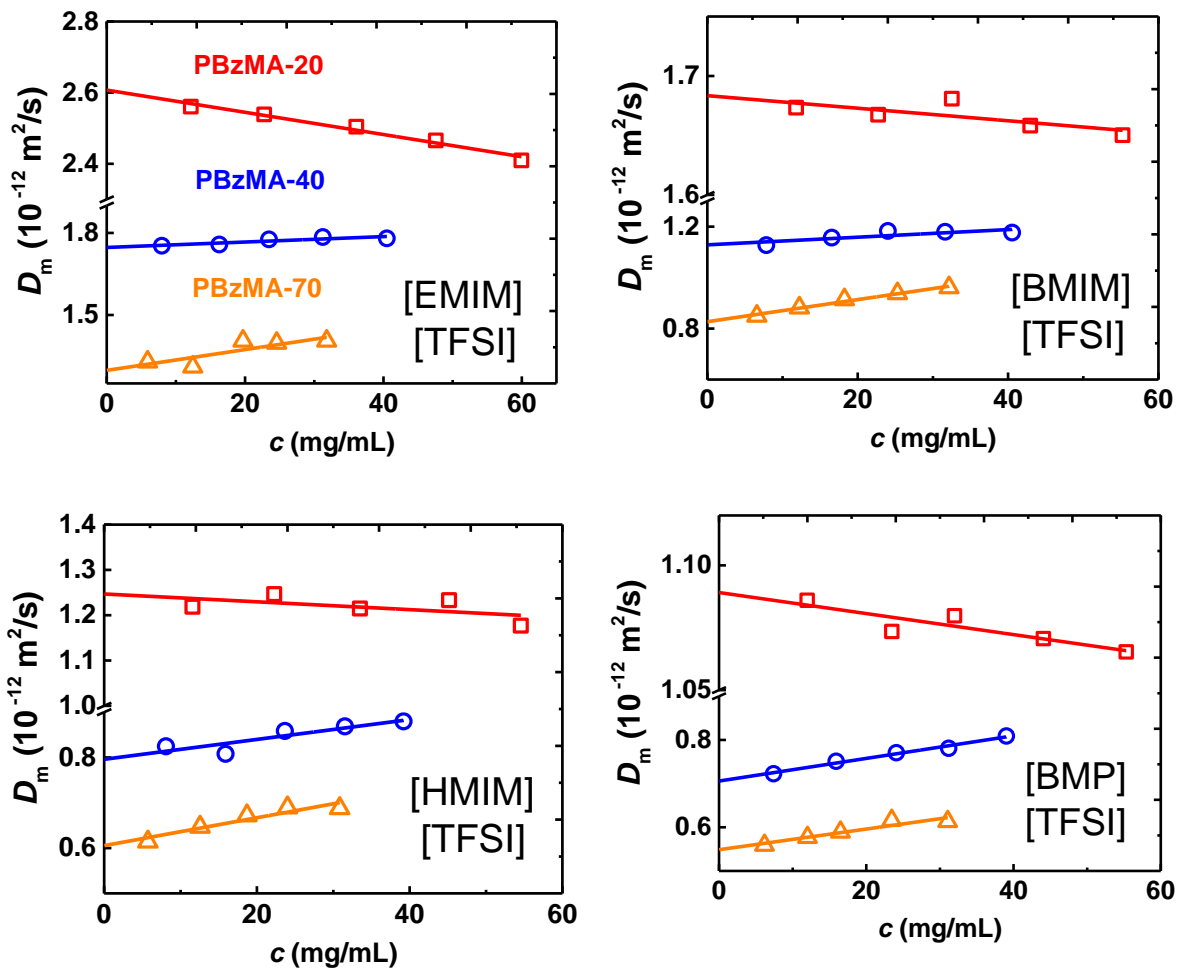 2.8
PBzMA-20
2.6
2.4
PBzMA-40
1.8
PBzMA-70
1.5
[EMIM]
[TFSI]
0 20 40 60
c (mg/mL)
Dm (10^-12 m^2/s)
1.7
1.6
1.2
0.8
[BMIM]
[TFSI]
0 20 40 60
c (mg/mL)
Dm (10^-12 m^2/s)
1.4
1.3
1.2
1.1
1.0
0.8
0.6
[HMIM]
[TFSI]
0 20 40 60
c (mg/mL)
Dm (10^-12 m^2/s)
1.10
1.05
0.8
0.6
[BMP]
[TFSI]
0 20 40 60
c (mg/mL)
Dm (10^-12 m^2/s)